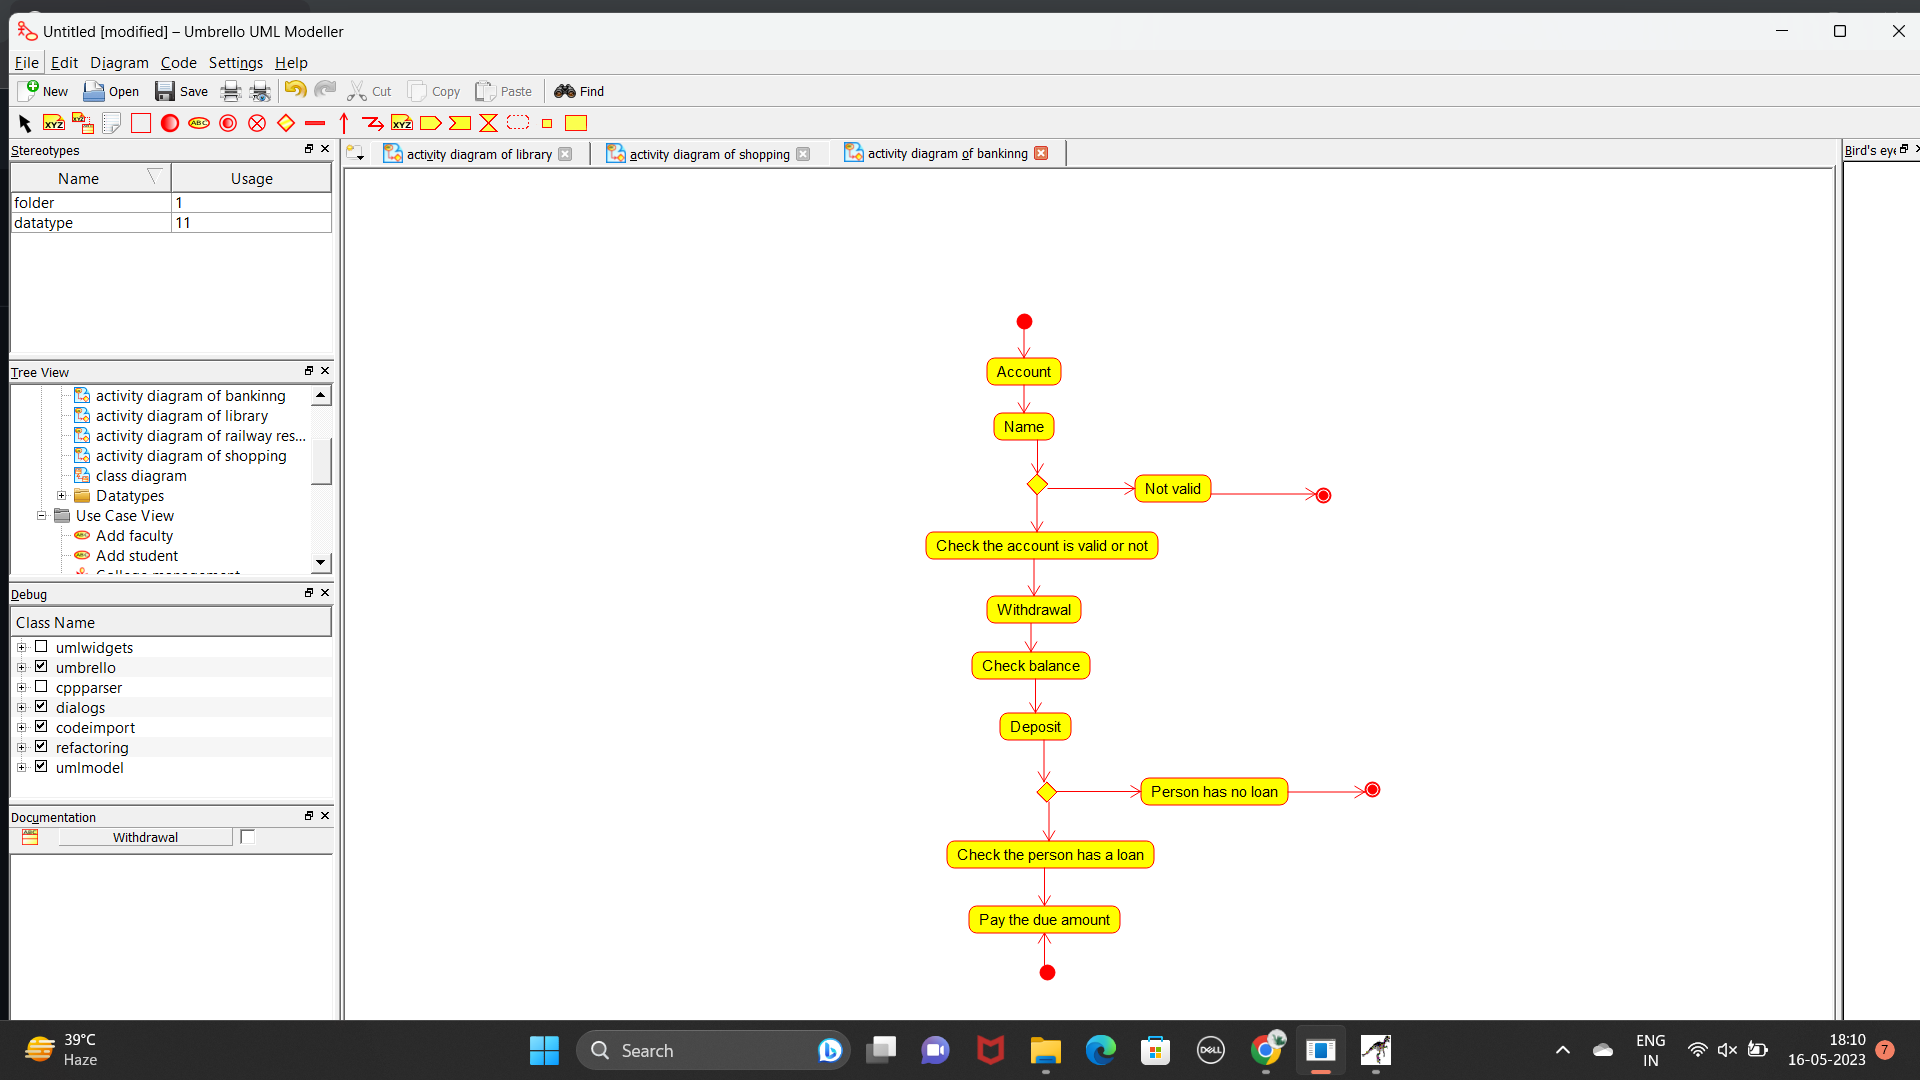 Untitled [modified] – Umbrello UML Modeller
File Edit Diagram Code Settings Help
New Open Save Cut Copy Paste Find
XYZ XYZ ABC XYZ
Stereotypes
Name Usage
folder 1
datatype 11
Tree View
activity diagram of bankinng
activity diagram of library
activity diagram of railway res...
activity diagram of shopping
class diagram
Datatypes
Use Case View
Add faculty
Add student
Debug
Class Name
umlwidgets
umbrello
cppparser
dialogs
codeimport
refactoring
umlmodel
Documentation
Withdrawal
activity diagram of library
activity diagram of shopping
activity diagram of bankinng
Bird's eye
Account
Name
Not valid
Check the account is valid or not
Withdrawal
Check balance
Deposit
Person has no loan
Check the person has a loan
Pay the due amount
39°C
Haze
Search
DELL
ENG
IN
18:10
16-05-2023
7